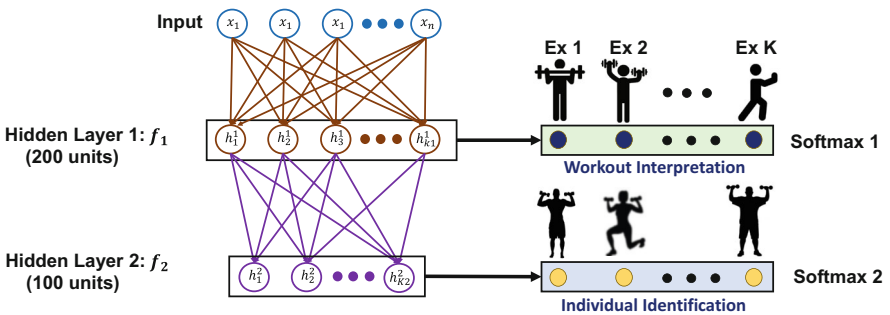 Input x₁ x₁ x₁ xₙ
Ex 1 Ex 2 Ex K
Hidden Layer 1: f₁
(200 units)
h¹₁ h¹₂ h¹₃ h¹ₖ₁
Softmax 1
Workout Interpretation
Hidden Layer 2: f₂
(100 units)
h²₁ h²₂ h²_K2
Softmax 2
Individual Identification